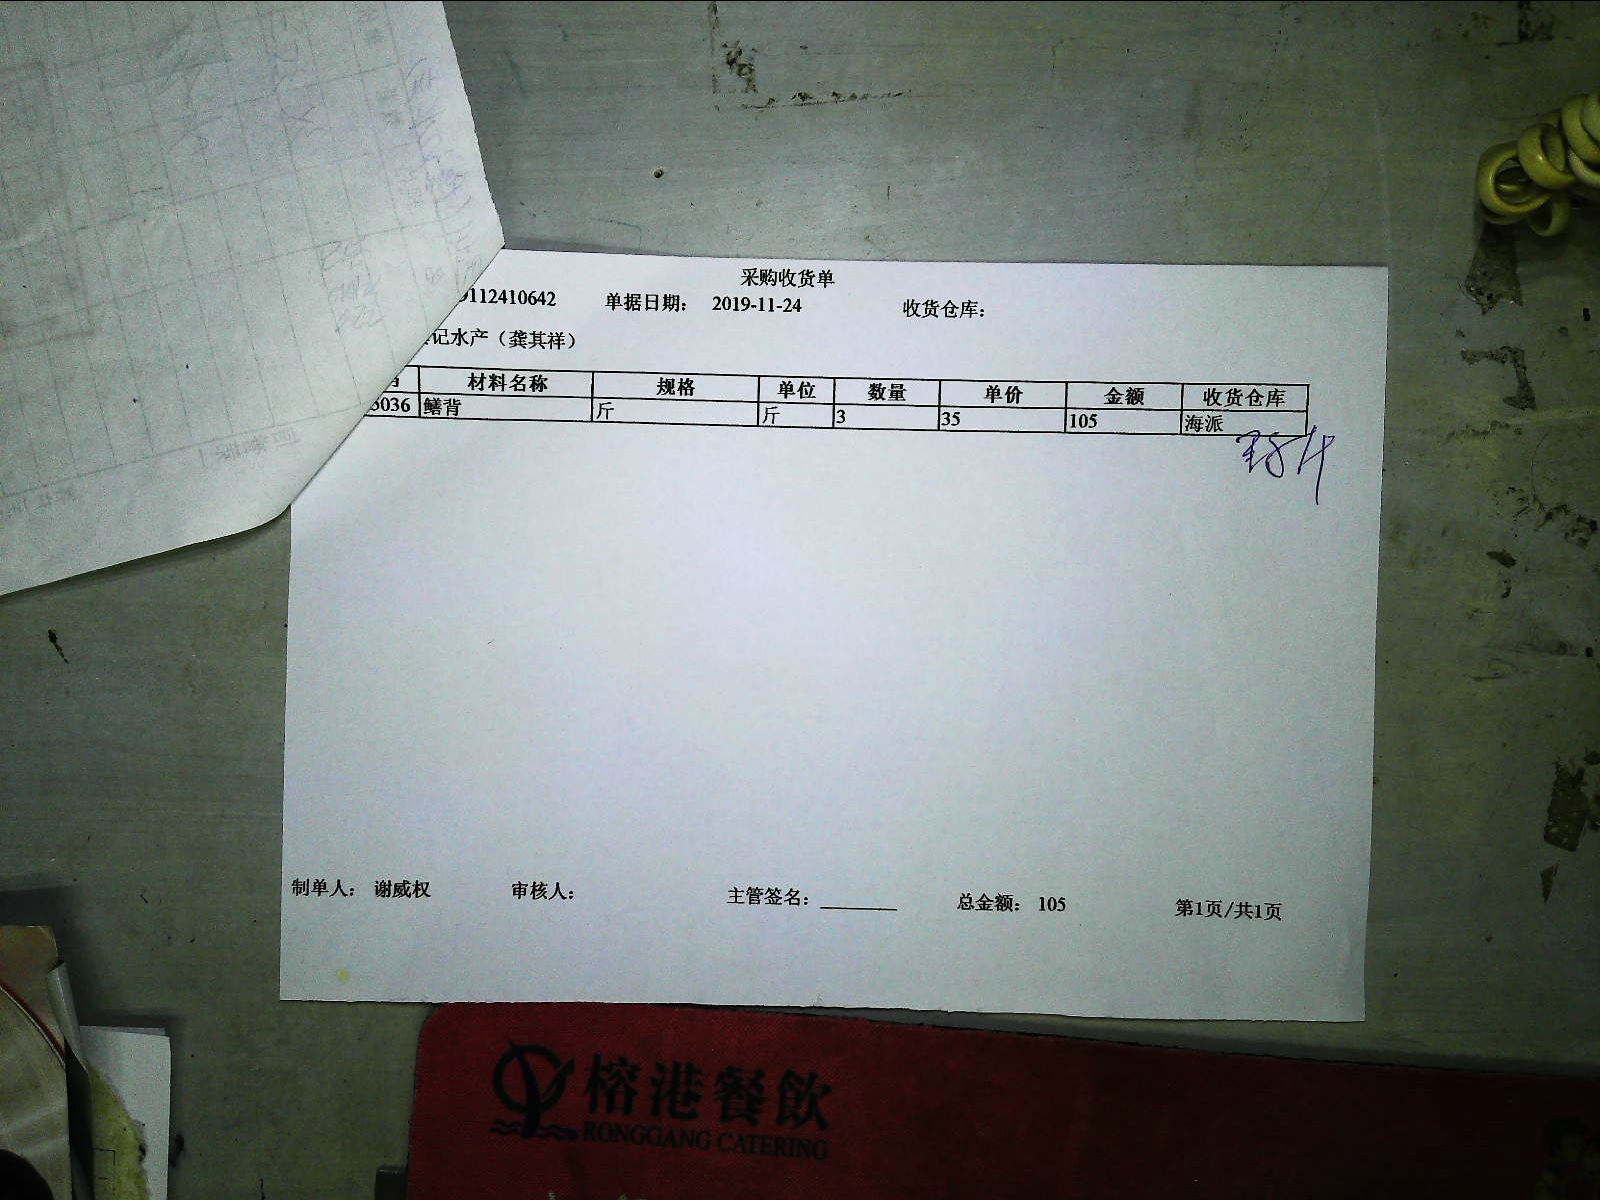 采购收货单
9112410642 单据日期： 2019-11-24 收货仓库：
记水产（龚其祥）
材料名称 规格 单位 数量 单价 金额 收货仓库
5036 鳝背 斤 斤 3 35 105 海派
制单人： 谢威权 审核人： 主管签名：________ 总金额： 105 第1页/共1页
榕港餐飲
RONGGANG CATERING